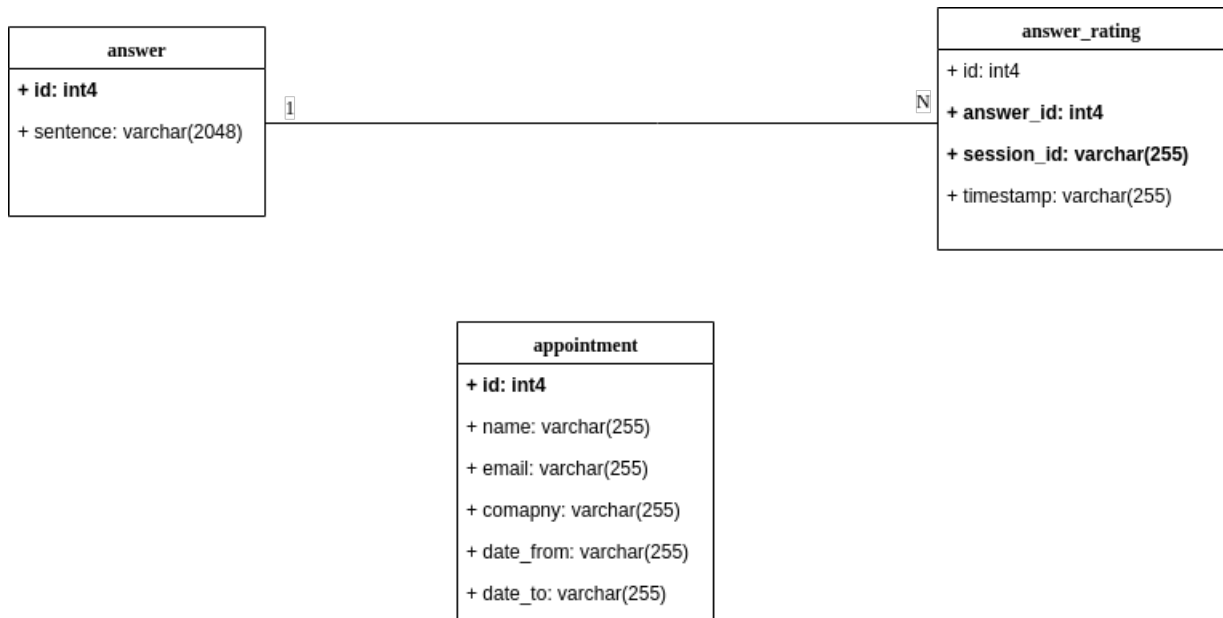 answer
+ id: int4
+ sentence: varchar(2048)
1
N
answer_rating
+ id: int4
+ answer_id: int4
+ session_id: varchar(255)
+ timestamp: varchar(255)
appointment
+ id: int4
+ name: varchar(255)
+ email: varchar(255)
+ comapny: varchar(255)
+ date_from: varchar(255)
+ date_to: varchar(255)